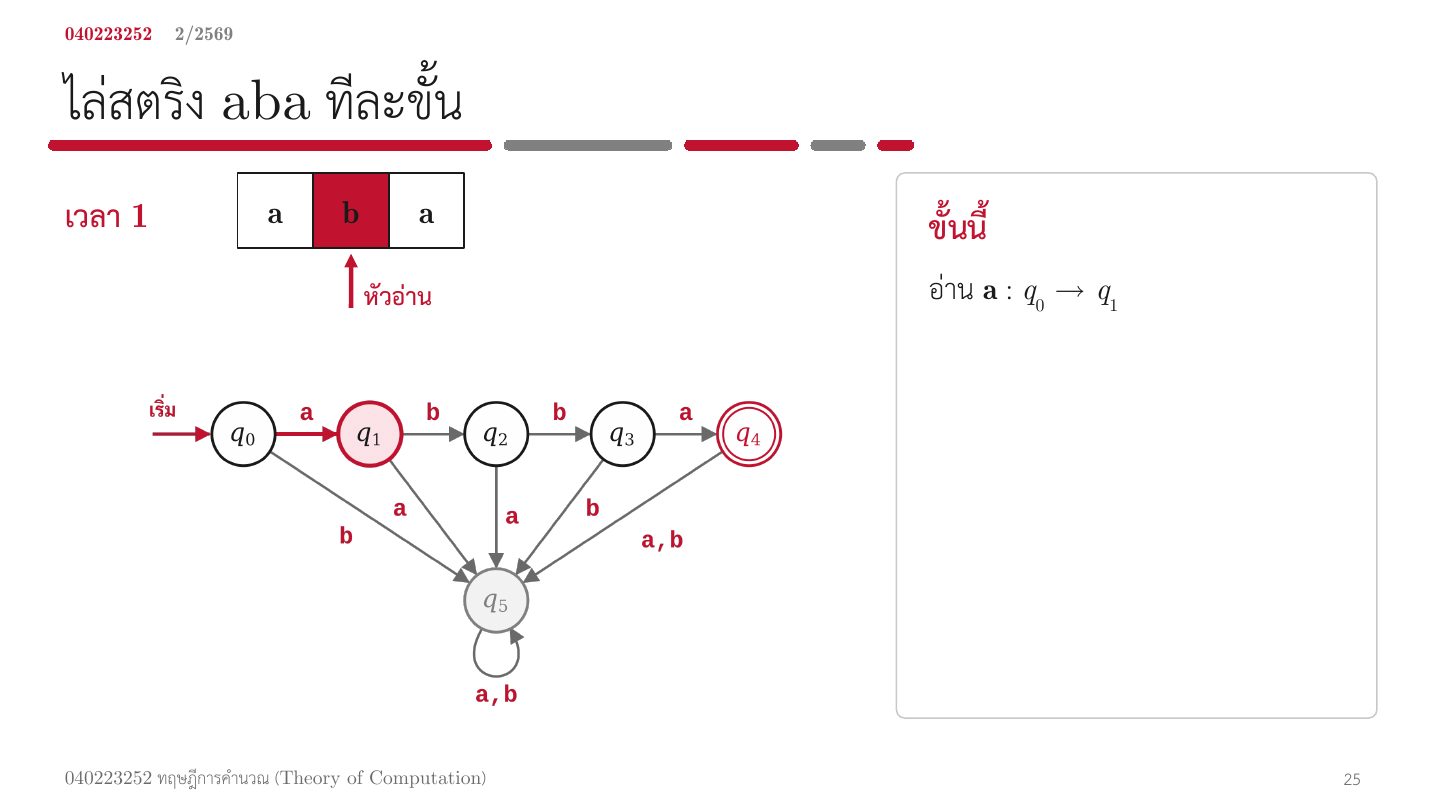 040223252 2/2569
ไล่สตริง aba ทีละขั้น
เวลา 1
a b a
หัวอ่าน
ขั้นนี้
อ่าน a : q₀ → q₁
เริ่ม
a b b a
q₀ q₁ q₂ q₃ q₄
b a a b a,b
q₅
a,b
040223252 ทฤษฎีการคำนวณ (Theory of Computation)
25